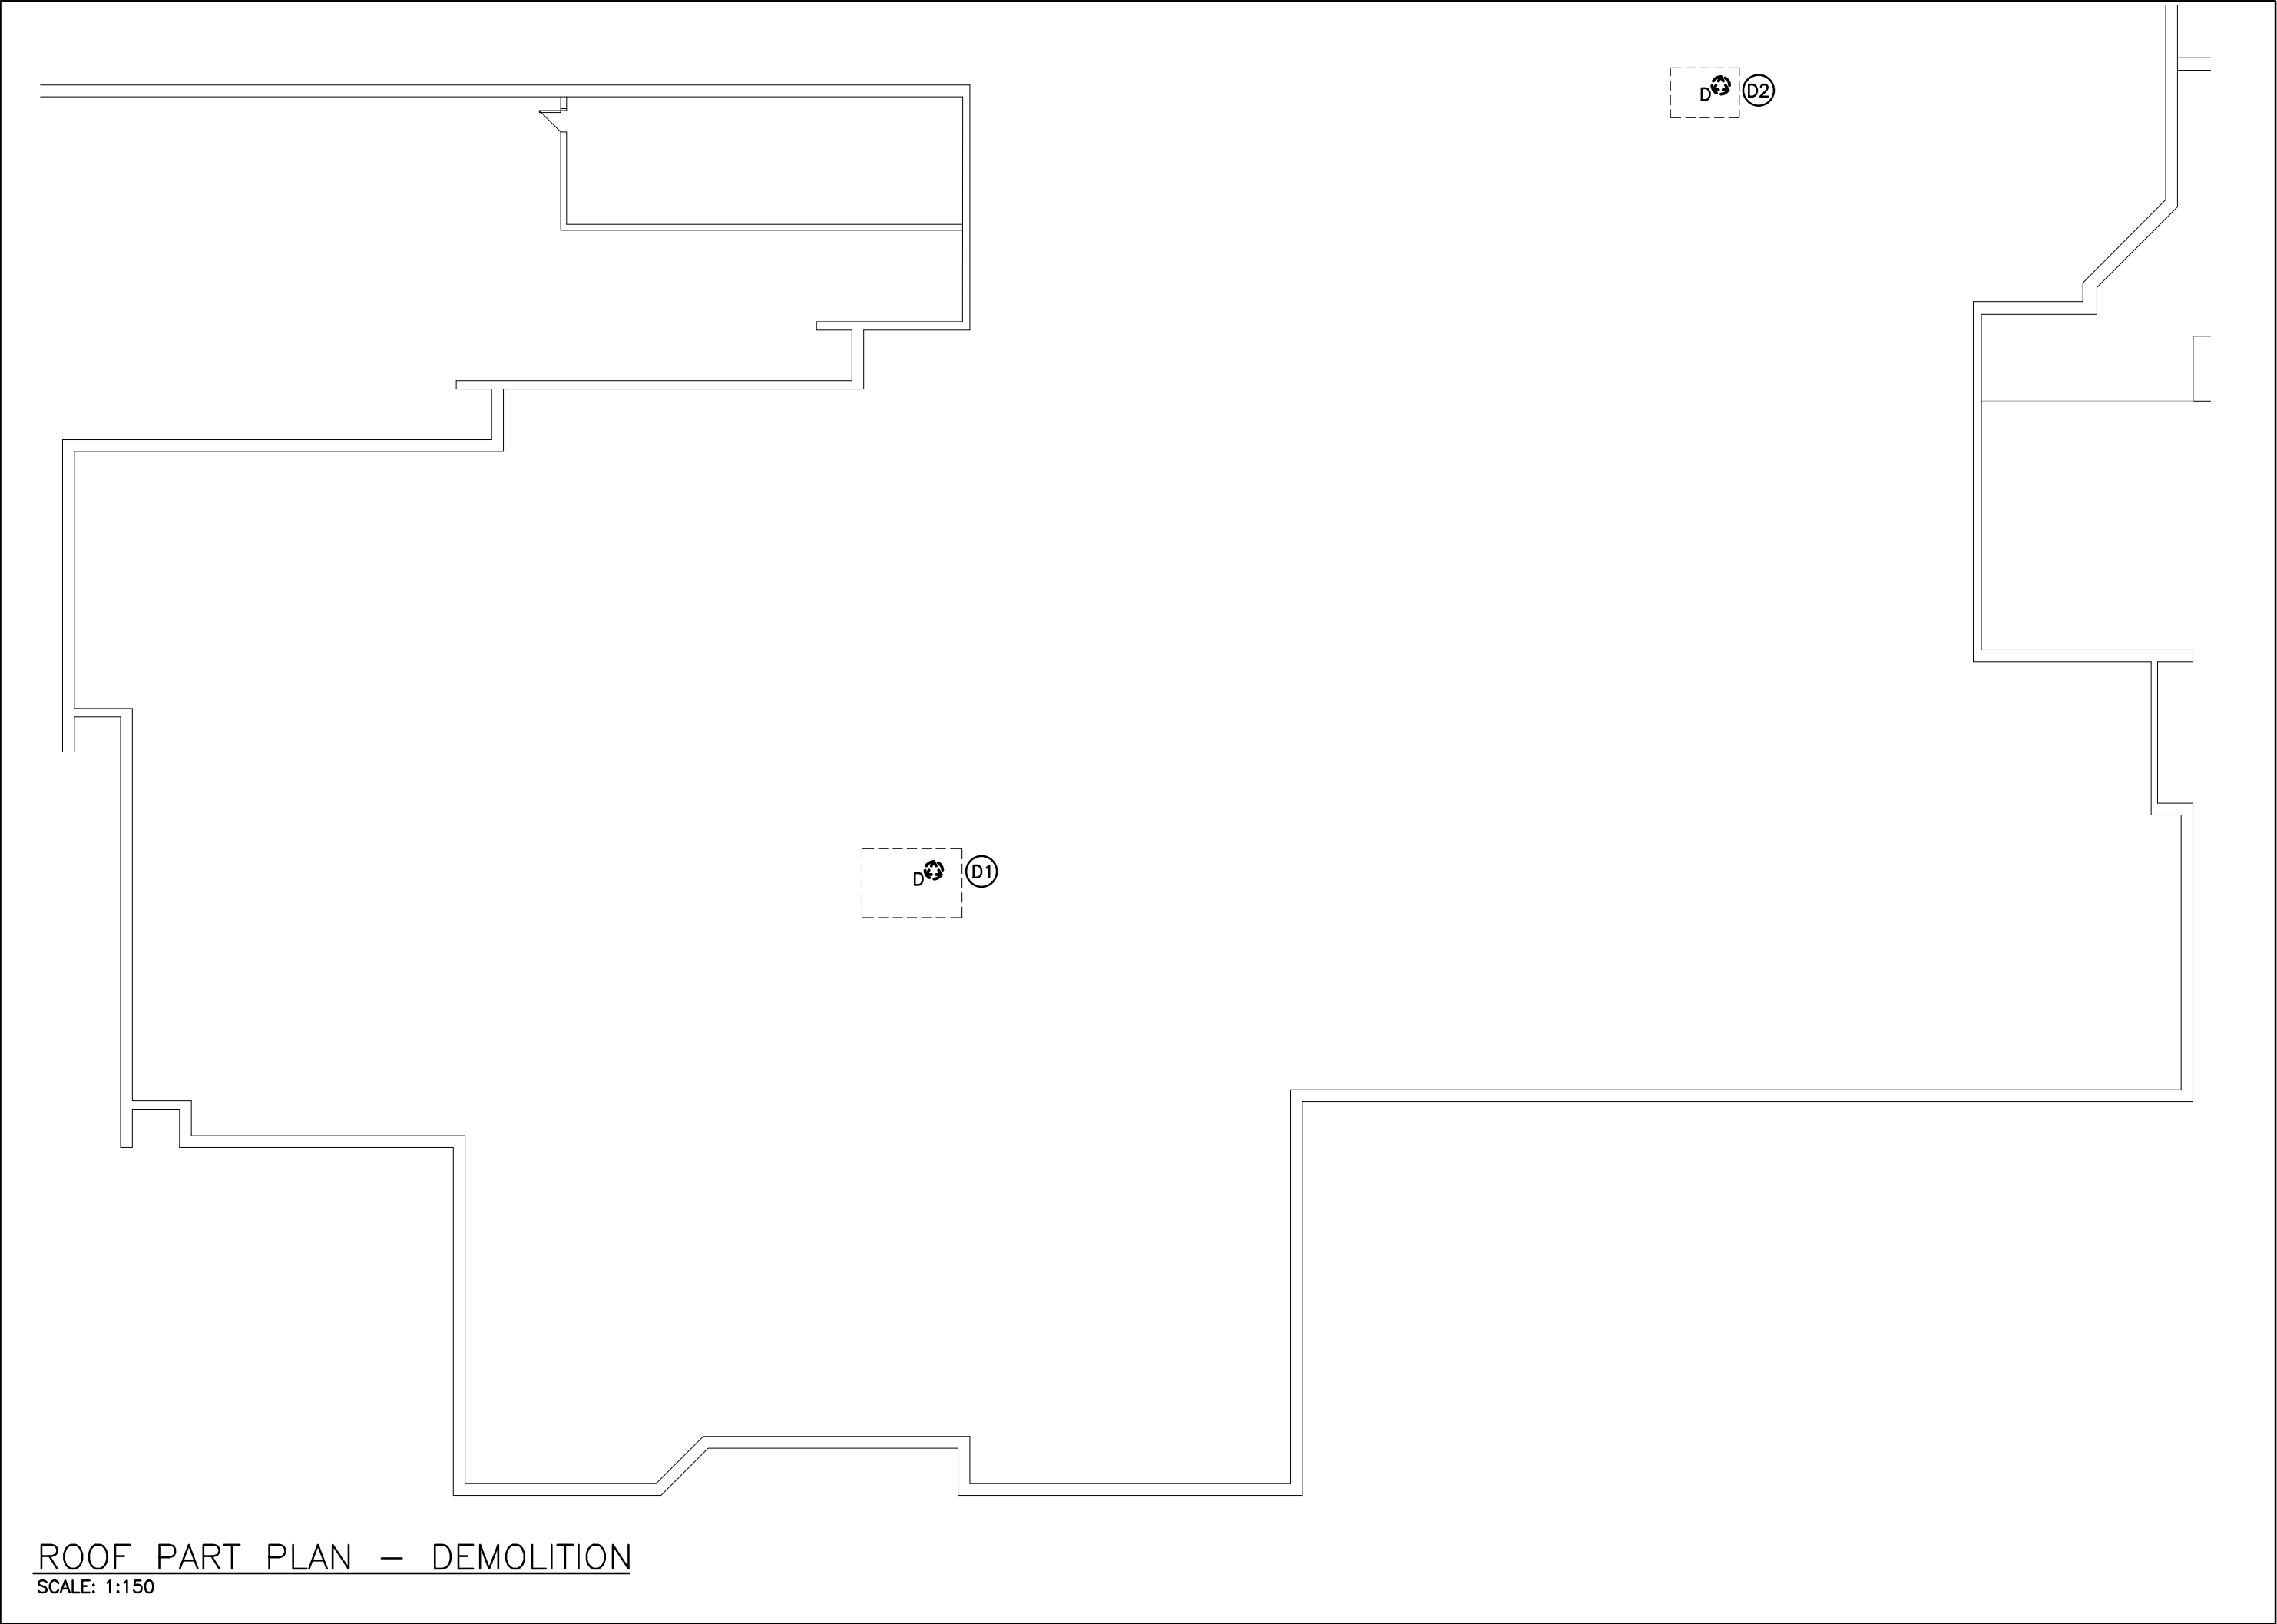 D
D2
D
D1
ROOF PART PLAN – DEMOLITION
SCALE: 1:150